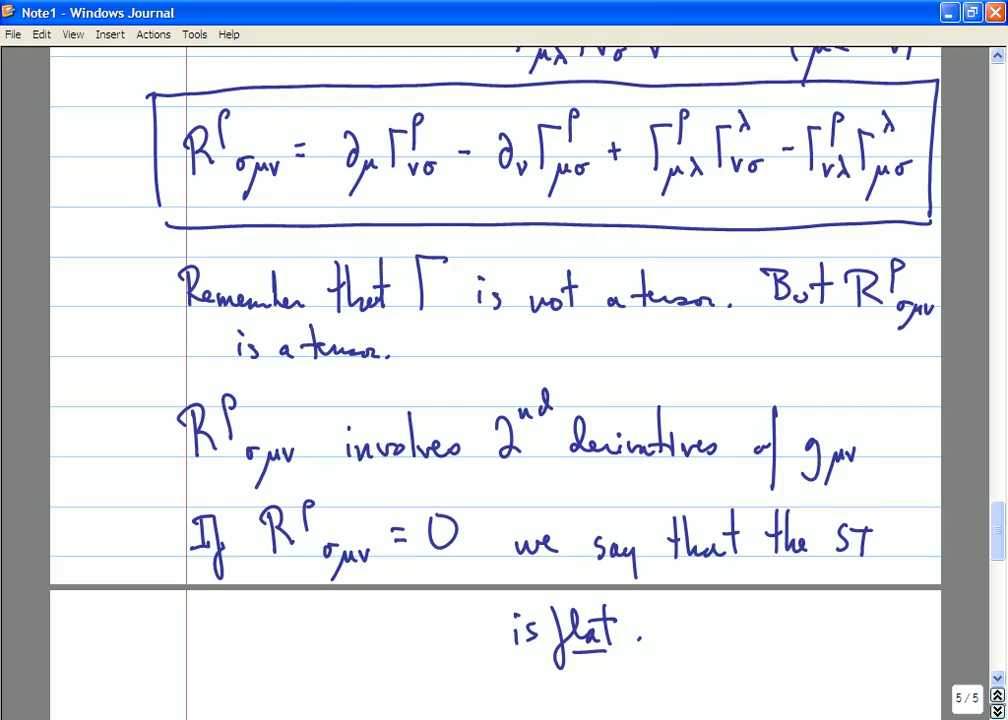 Note1 - Windows Journal
File Edit View Insert Actions Tools Help
R^ρ_σμν = ∂_μ Γ^ρ_νσ - ∂_ν Γ^ρ_μσ + Γ^ρ_μλ Γ^λ_νσ - Γ^ρ_νλ Γ^λ_μσ
Remember that Γ is not a tensor. But R^ρ_σμν
is a tensor.
R^ρ_σμν involves 2^nd derivatives of g_μν
If R^ρ_σμν = 0 we say that the ST
is flat.
5/5